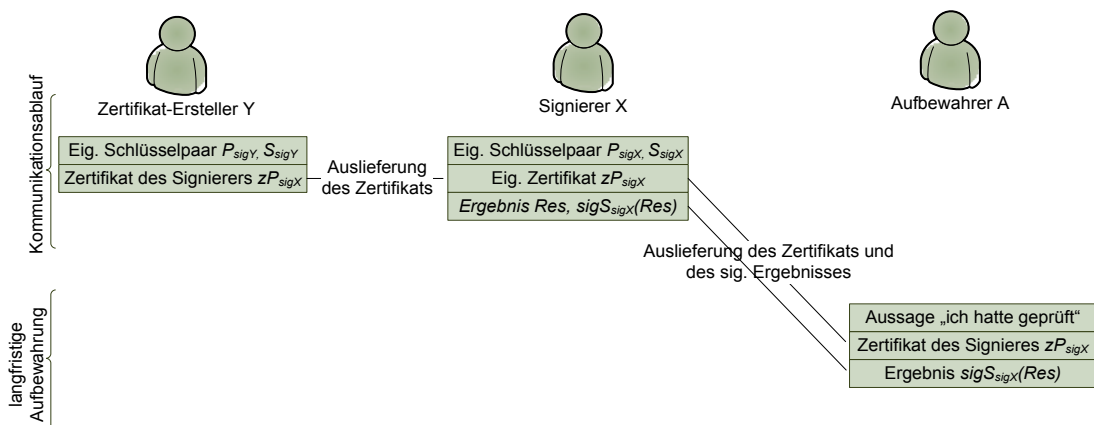 Zertifikat-Ersteller Y
Signierer X
Aufbewahrer A
Kommunikationsablauf
Eig. Schlüsselpaar PsigY, SsigY
Zertifikat des Signierers zPsigX
Auslieferung
des Zertifikats
Eig. Schlüsselpaar PsigX, SsigX
Eig. Zertifikat zPsigX
Ergebnis Res, sigSsigX(Res)
Auslieferung des Zertifikats und
des sig. Ergebnisses
langfristige
Aufbewahrung
Aussage „ich hatte geprüft“
Zertifikat des Signieres zPsigX
Ergebnis sigSsigX(Res)